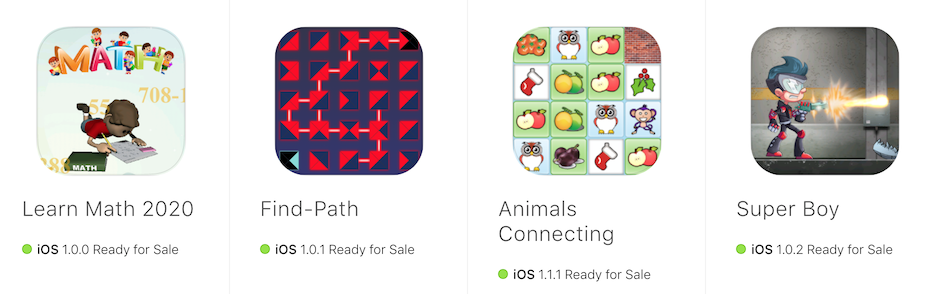 MATH
708-1
55
388
MATH
Learn Math 2020
iOS 1.0.0 Ready for Sale
Find-Path
iOS 1.0.1 Ready for Sale
Animals
Connecting
iOS 1.1.1 Ready for Sale
Super Boy
iOS 1.0.2 Ready for Sale